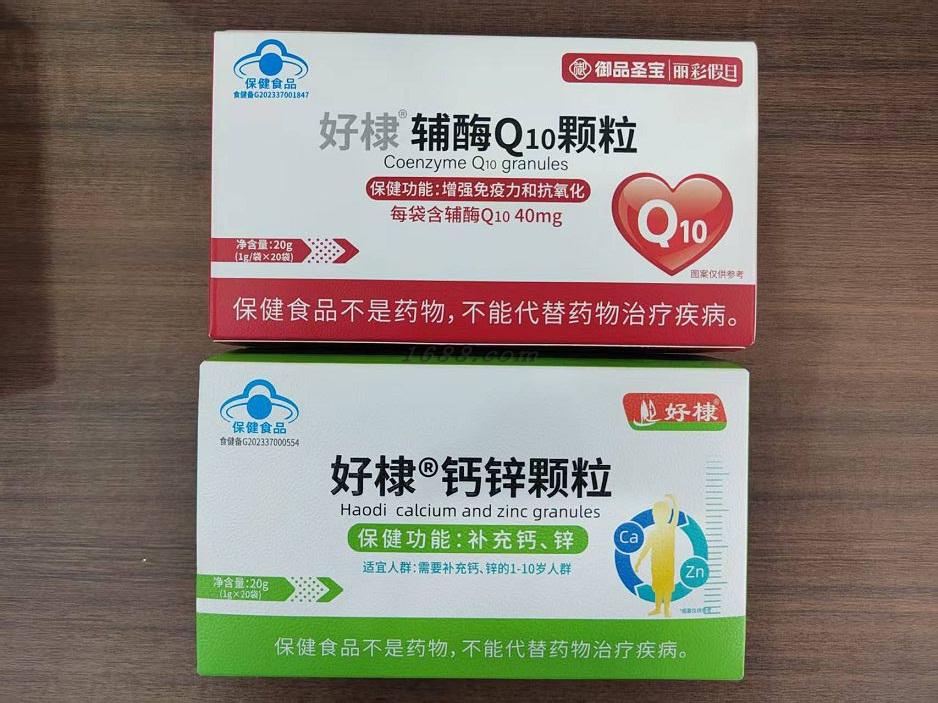 保健食品
食健备G202337001847
御品圣宝 丽彩假日
好棣® 辅酶Q10颗粒
Coenzyme Q10 granules
保健功能：增强免疫力和抗氧化
每袋含辅酶Q10 40mg
Q10
净含量：20g
(1g/袋×20袋)
图案仅供参考
保健食品不是药物，不能代替药物治疗疾病。
1688.com
保健食品
食健备G202337000554
好棣®
好棣®钙锌颗粒
Haodi calcium and zinc granules
保健功能：补充钙、锌
适宜人群：需要补充钙、锌的1-10岁人群
Ca
Zn
净含量：20g
(1g×20袋)
保健食品不是药物，不能代替药物治疗疾病。